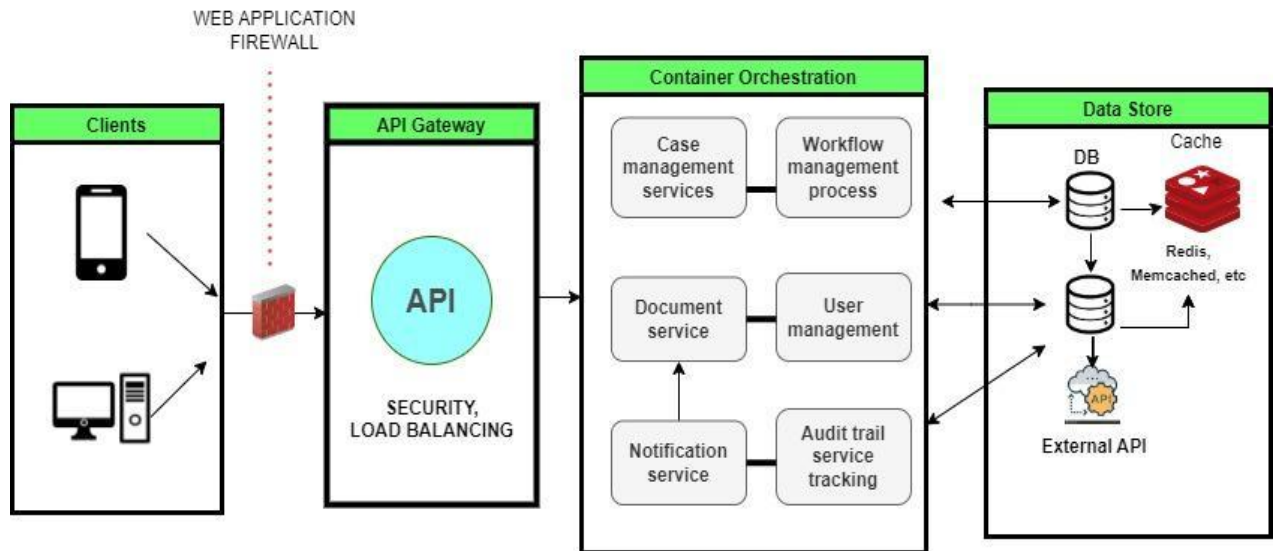 WEB APPLICATION
FIREWALL
Clients
API Gateway
API
SECURITY,
LOAD BALANCING
Container Orchestration
Case
management
services
Workflow
management
process
Document
service
User
management
Notification
service
Audit trail
service
tracking
Data Store
DB
Cache
Redis,
Memcached, etc
API
External API